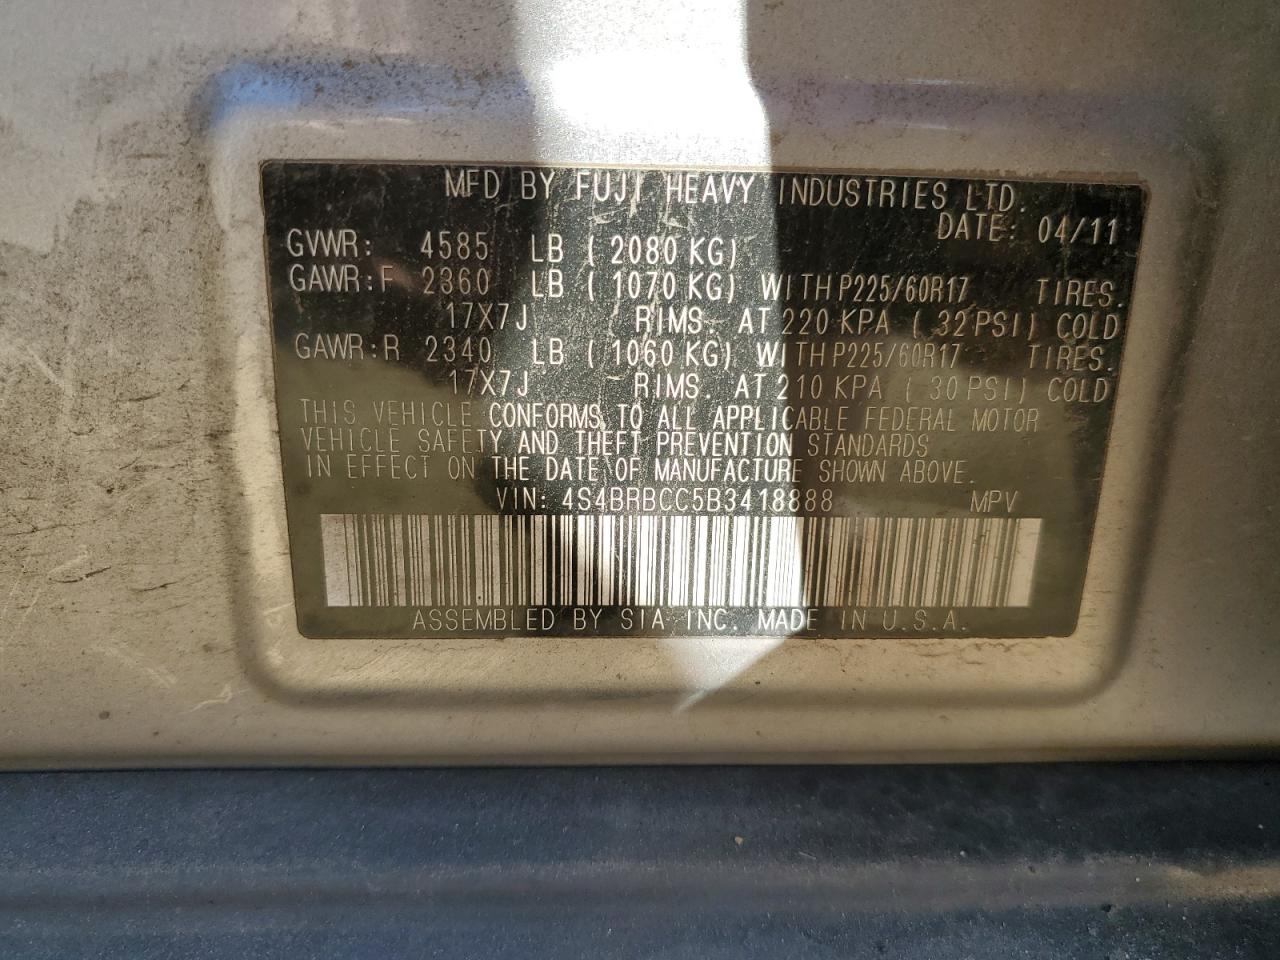 MFD BY FUJI HEAVY INDUSTRIES LTD.
DATE: 04/11
GVWR: 4585 LB ( 2080 KG)
GAWR:F 2360 LB ( 1070 KG) WITH P225/60R17 TIRES.
17X7J RIMS. AT 220 KPA ( 32 PSI) COLD
GAWR:R 2340 LB ( 1060 KG) WITH P225/60R17 TIRES.
17X7J RIMS. AT 210 KPA ( 30 PSI) COLD
THIS VEHICLE CONFORMS TO ALL APPLICABLE FEDERAL MOTOR
VEHICLE SAFETY AND THEFT PREVENTION STANDARDS
IN EFFECT ON THE DATE OF MANUFACTURE SHOWN ABOVE.
VIN: 4S4BRBCC5B3418888 MPV
ASSEMBLED BY SIA INC. MADE IN U.S.A.